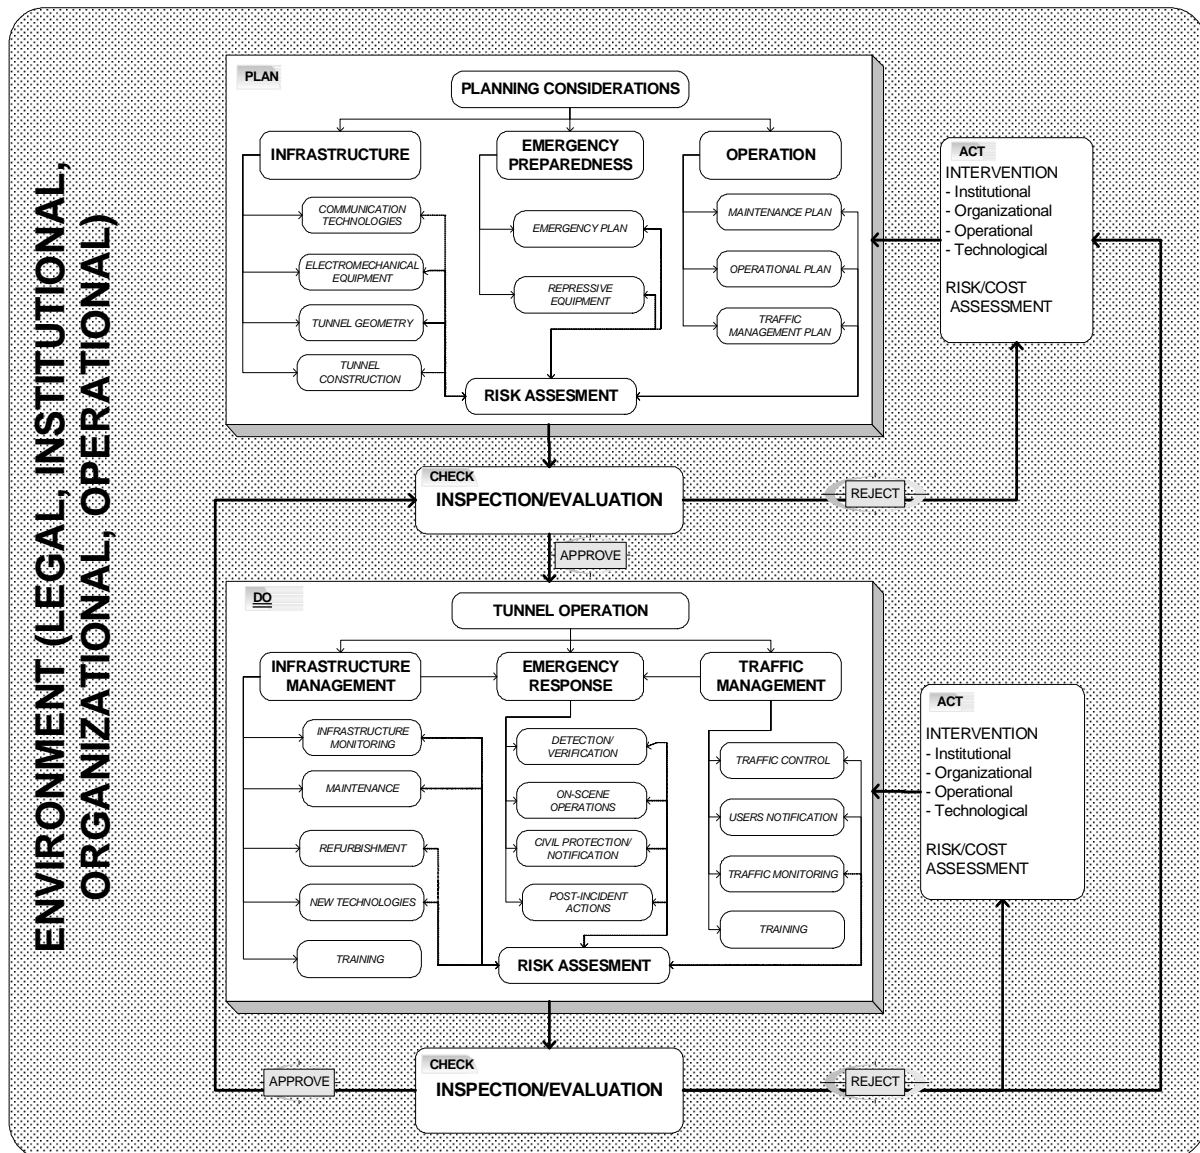 ENVIRONMENT (LEGAL, INSTITUTIONAL,
ORGANIZATIONAL, OPERATIONAL)
PLAN
PLANNING CONSIDERATIONS
INFRASTRUCTURE
EMERGENCY
PREPAREDNESS
OPERATION
COMMUNICATION
TECHNOLOGIES
ELECTROMECHANICAL
EQUIPMENT
TUNNEL GEOMETRY
TUNNEL
CONSTRUCTION
EMERGENCY PLAN
REPRESSIVE
EQUIPMENT
MAINTENANCE PLAN
OPERATIONAL PLAN
TRAFFIC
MANAGEMENT PLAN
RISK ASSESMENT
ACT
INTERVENTION
- Institutional
- Organizational
- Operational
- Technological
RISK/COST
ASSESSMENT
CHECK
INSPECTION/EVALUATION
REJECT
APPROVE
DO
TUNNEL OPERATION
INFRASTRUCTURE
MANAGEMENT
EMERGENCY
RESPONSE
TRAFFIC
MANAGEMENT
INFRASTRUCTURE
MONITORING
MAINTENANCE
REFURBISHMENT
NEW TECHNOLOGIES
TRAINING
DETECTION/
VERIFICATION
ON-SCENE
OPERATIONS
CIVIL PROTECTION/
NOTIFICATION
POST-INCIDENT
ACTIONS
TRAFFIC CONTROL
USERS NOTIFICATION
TRAFFIC MONITORING
TRAINING
RISK ASSESMENT
ACT
INTERVENTION
- Institutional
- Organizational
- Operational
- Technological
RISK/COST
ASSESSMENT
CHECK
INSPECTION/EVALUATION
APPROVE
REJECT